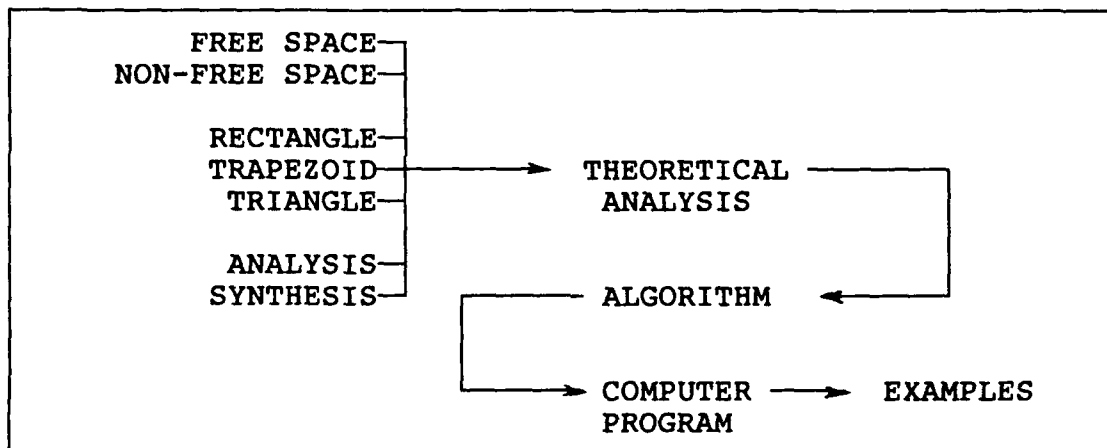 FREE SPACE
NON-FREE SPACE
RECTANGLE
TRAPEZOID
TRIANGLE
ANALYSIS
SYNTHESIS
THEORETICAL
ANALYSIS
ALGORITHM
COMPUTER
PROGRAM
EXAMPLES